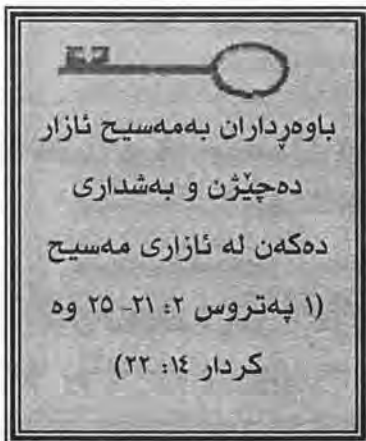 باوەڕداران بەمەسیح ئازار
دەچێژن و بەشداری
دەکەن لە ئازاری مەسیح
(١ پەتروس ٢: ٢١- ٢٥ وە
کردار ١٤: ٢٢)